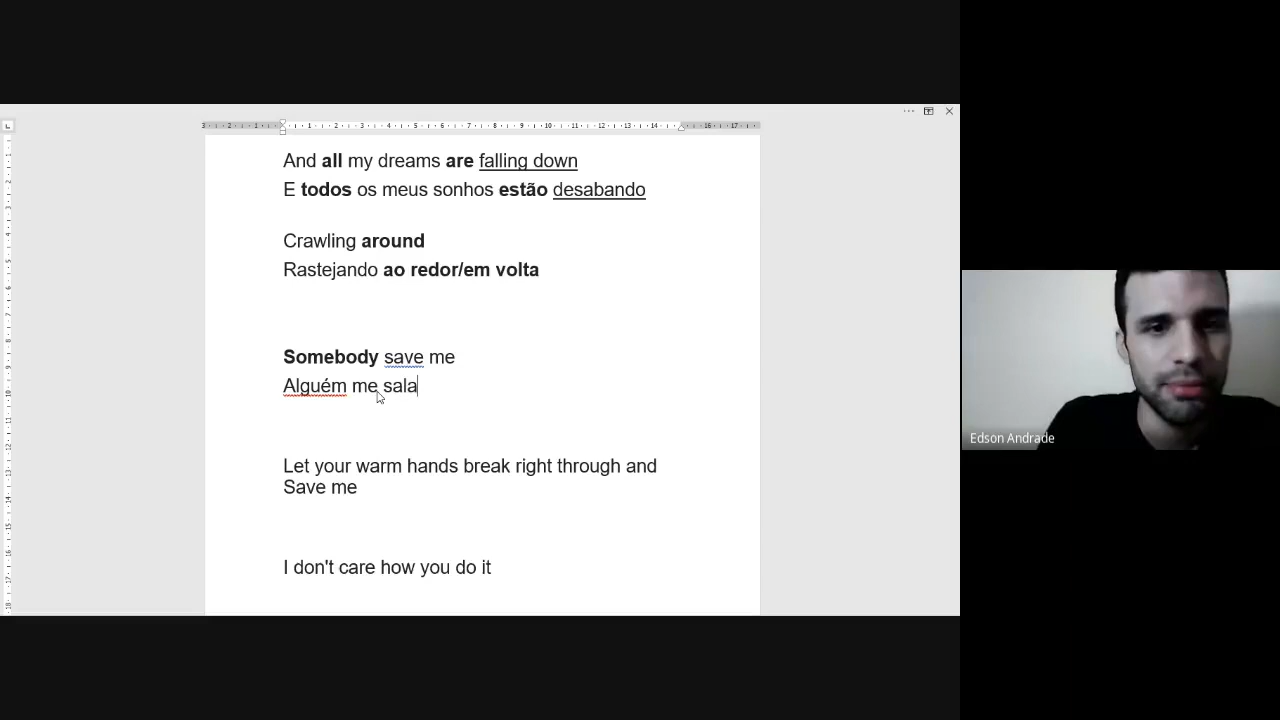 And all my dreams are falling down
E todos os meus sonhos estão desabando
Crawling around
Rastejando ao redor/em volta
Somebody save me
Alguém me sala
Let your warm hands break right through and
Save me
I don't care how you do it
Edson Andrade